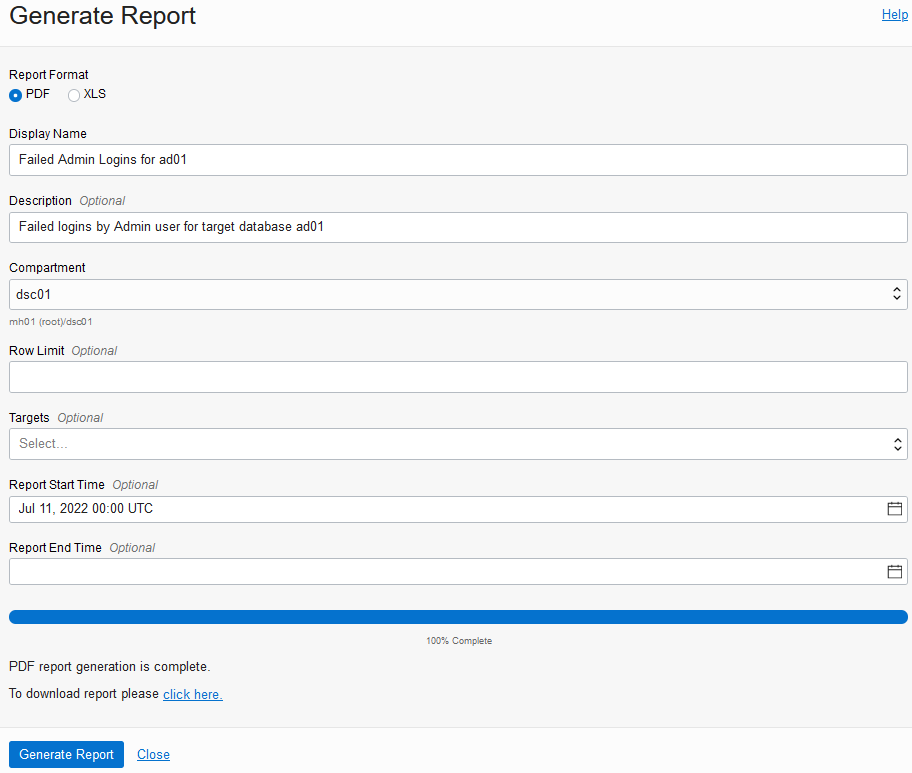 Generate Report
Help
Report Format
PDF XLS
Display Name
Failed Admin Logins for ad01
Description Optional
Failed logins by Admin user for target database ad01
Compartment
dsc01
mh01 (root)/dsc01
Row Limit Optional
Targets Optional
Select...
Report Start Time Optional
Jul 11, 2022 00:00 UTC
Report End Time Optional
100% Complete
PDF report generation is complete.
To download report please click here.
Generate Report Close